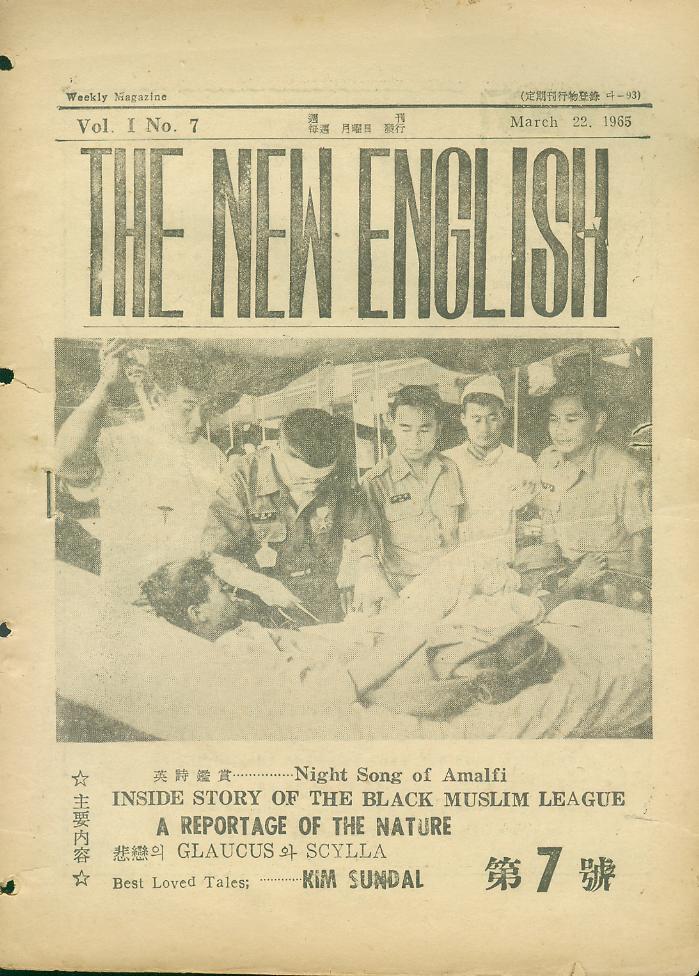 Weekly Magazine (定期刊行物登錄 다-93)
Vol. I No. 7 週刊 每週 月曜日 發行 March 22. 1965
THE NEW ENGLISH
☆主要内容☆
英詩鑑賞··············Night Song of Amalfi
INSIDE STORY OF THE BLACK MUSLIM LEAGUE
A REPORTAGE OF THE NATURE
悲戀의 GLAUCUS와 SCYLLA
Best Loved Tales; ··········KIM SUNDAL
第7號